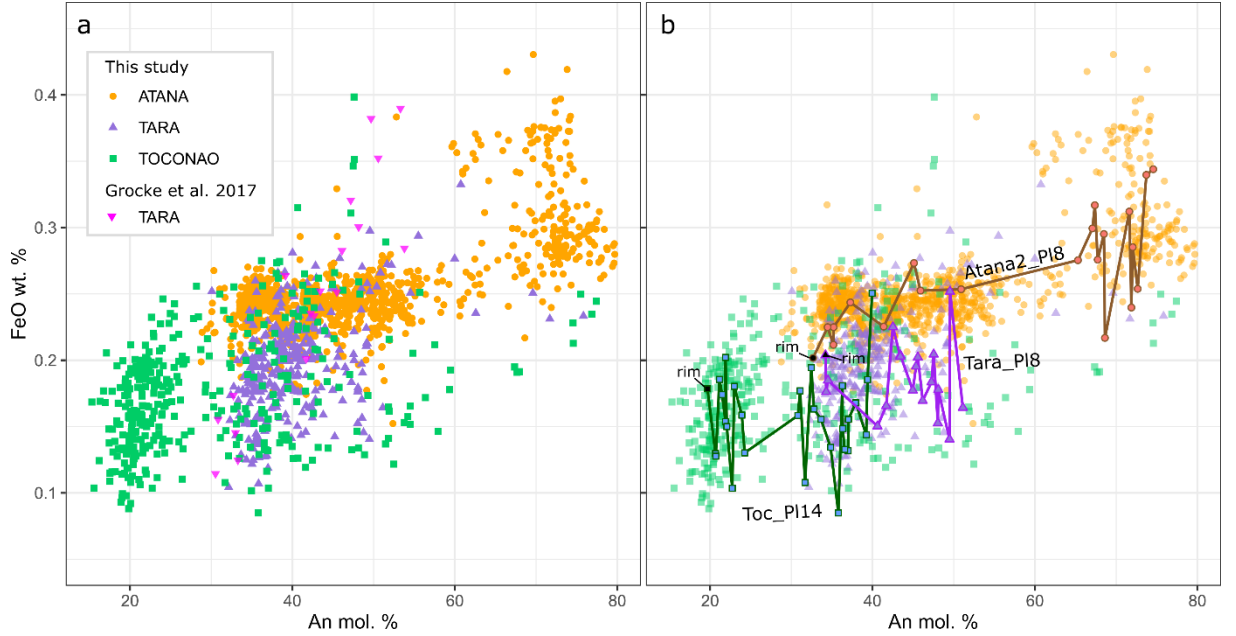 a
This study
ATANA
TARA
TOCONAO
Grocke et al. 2017
TARA
FeO wt. %
0.4
0.3
0.2
0.1
20
40
60
80
An mol. %
b
Atana2_Pl8
rim
rim
rim
Tara_Pl8
Toc_Pl14
20
40
60
80
An mol. %